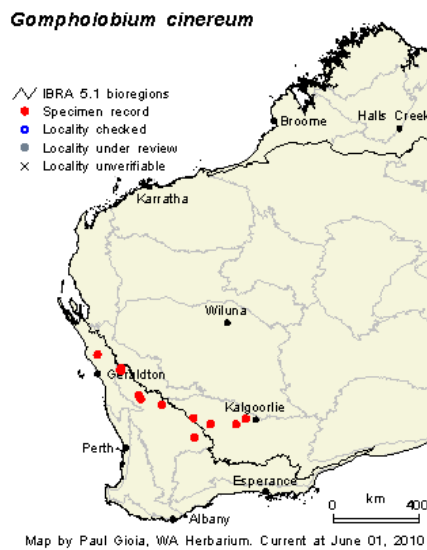 Gompholobium cinereum
IBRA 5.1 bioregions
Specimen record
Locality checked
Locality under review
Locality unverifiable
Broome
Halls Creek
Karratha
Wiluna
Geraldton
Kalgoorlie
Perth
Esperance
Albany
km
0 400
Map by Paul Gioia, WA Herbarium. Current at June 01, 2010